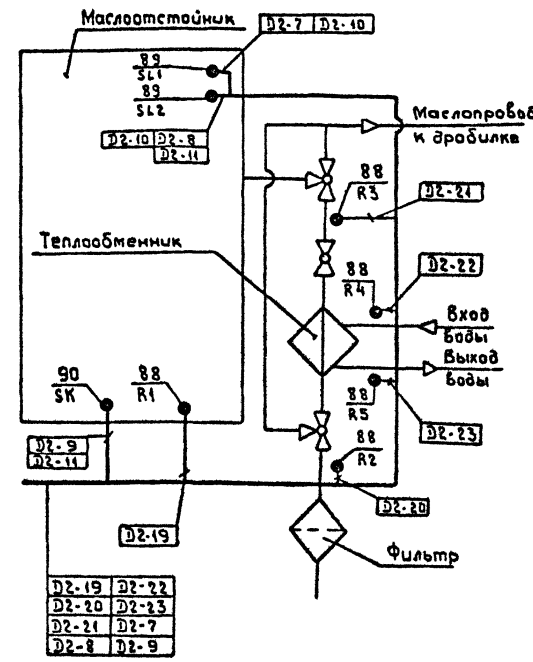 Маслоотстойник
D2-7 D2-10
89
SL1
89
SL2
D2-10 D2-8
D2-11
Маслопровод
к дробилке
88
R3
D2-21
Теплообменник
88
R4
D2-22
Вход
воды
Выход
воды
90
SK
88
R1
88
R5
D2-23
D2-9
D2-11
88
R2
D2-20
D2-19
Фильтр
D2-19 D2-22
D2-20 D2-23
D2-21 D2-7
D2-8 D2-9